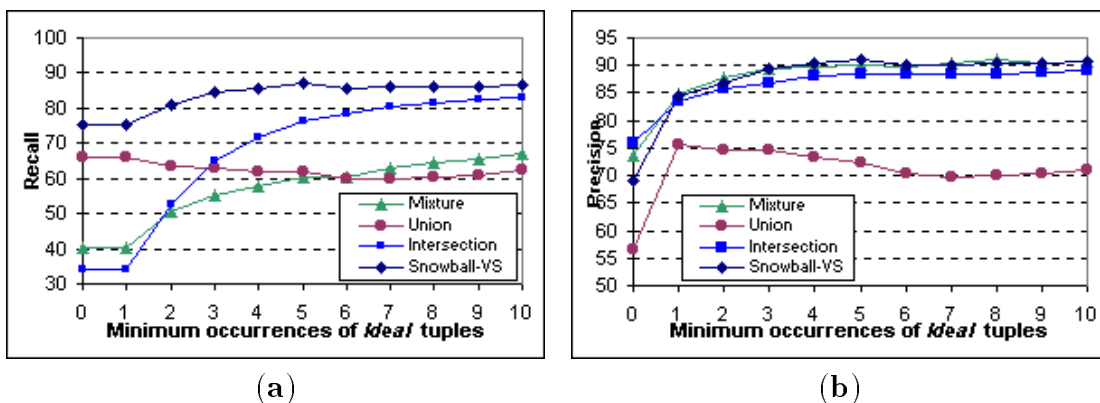 100
90
80
70
60
50
40
30
Recall
Mixture
Union
Intersection
Snowball-VS
0 1 2 3 4 5 6 7 8 9 10
Minimum occurrences of Ideal tuples
(a)
95
90
85
80
75
70
65
60
55
50
Precision
Mixture
Union
Intersection
Snowball-VS
0 1 2 3 4 5 6 7 8 9 10
Minimum occurrences of Ideal tuples
(b)